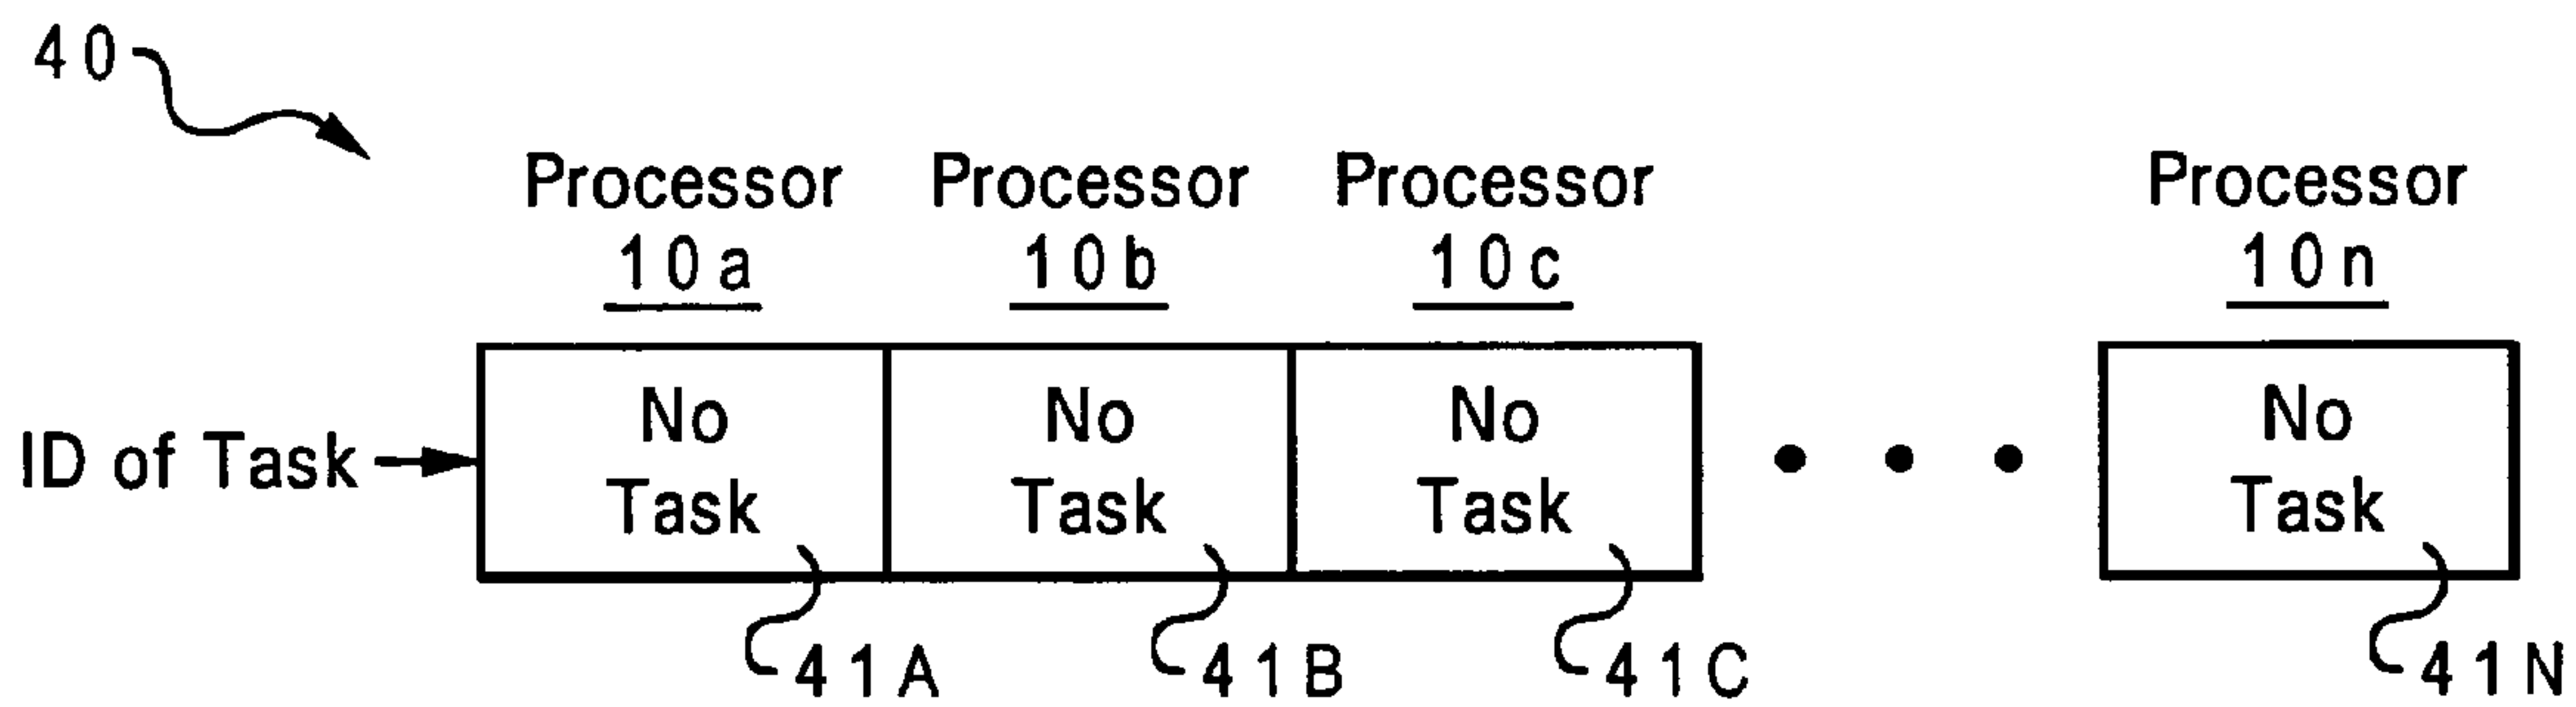 40
Processor Processor Processor Processor
10a 10b 10c 10n
No No No No
ID of Task
Task Task Task Task
41A 41B 41C 41N